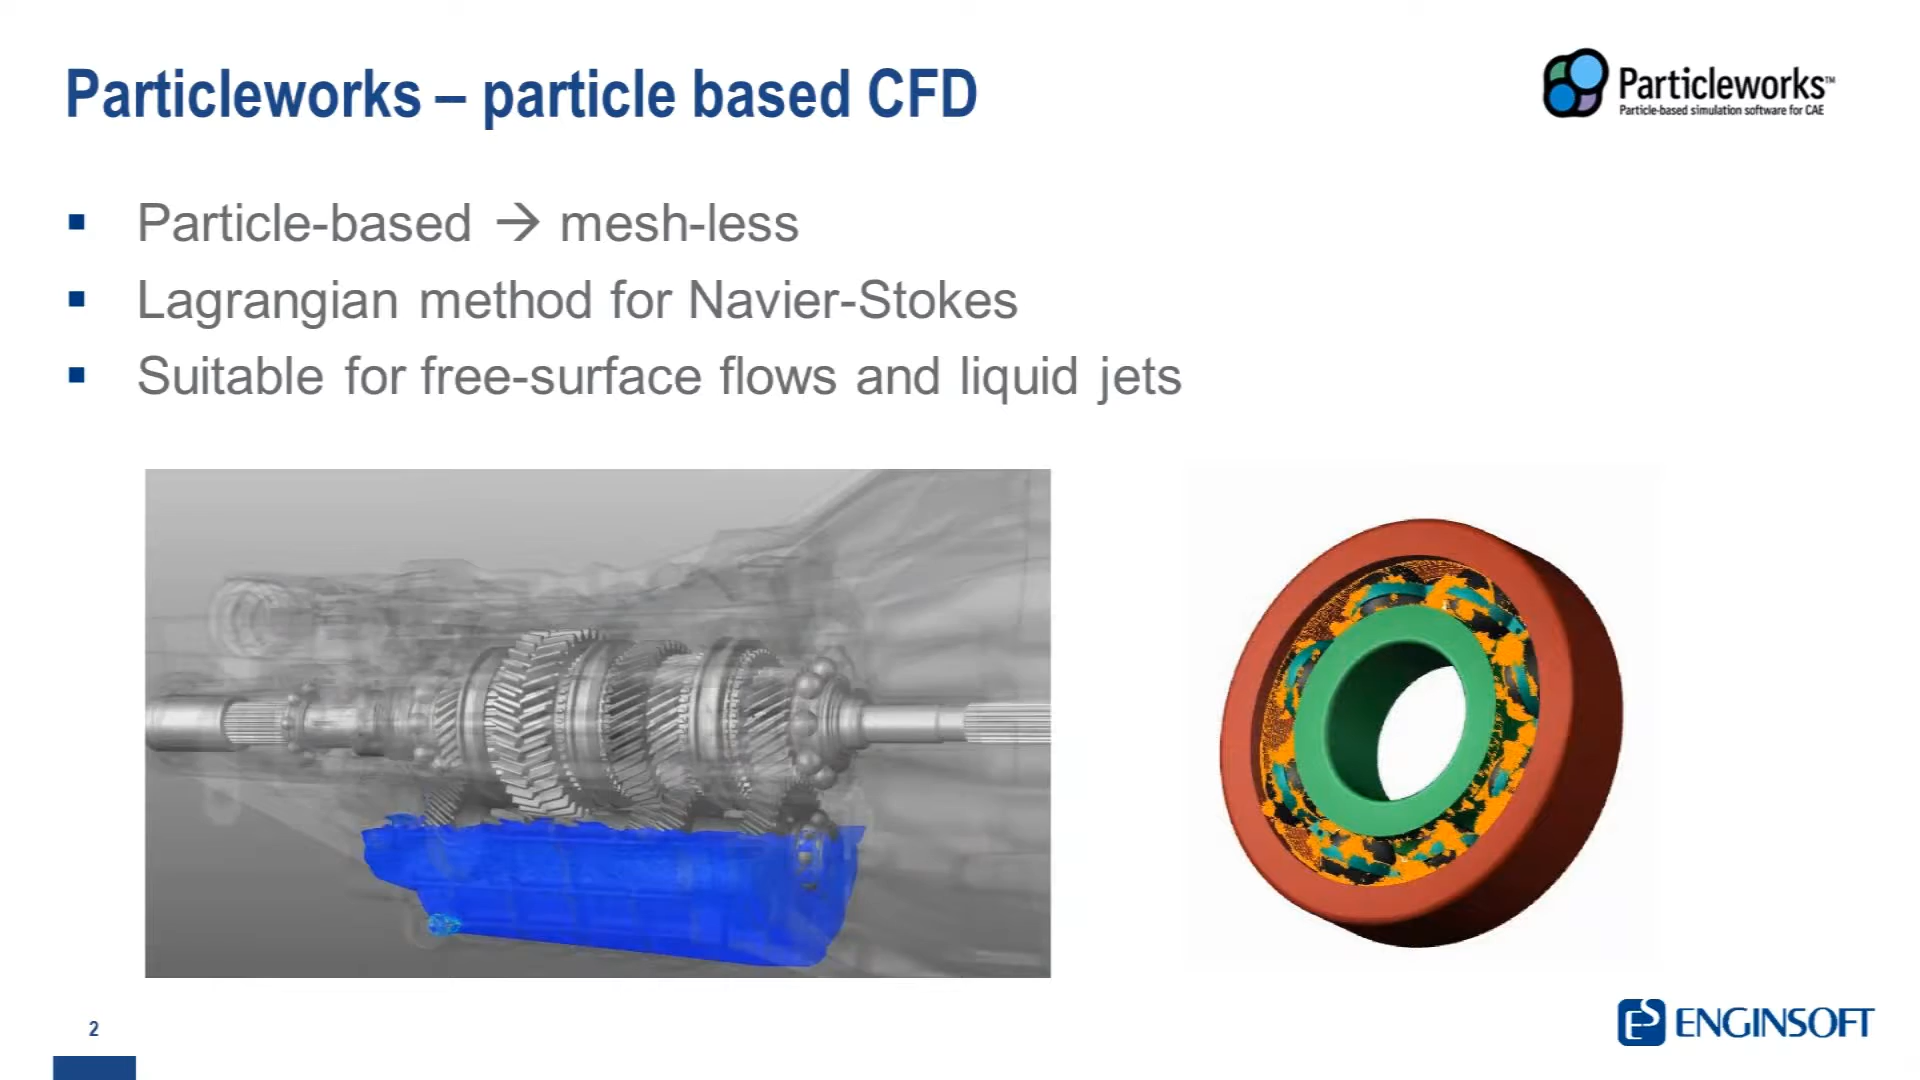 Particleworks – particle based CFD
Particleworks™
Particle-based simulation software for CAE
▪ Particle-based → mesh-less
▪ Lagrangian method for Navier-Stokes
▪ Suitable for free-surface flows and liquid jets
2
ES ENGINSOFT